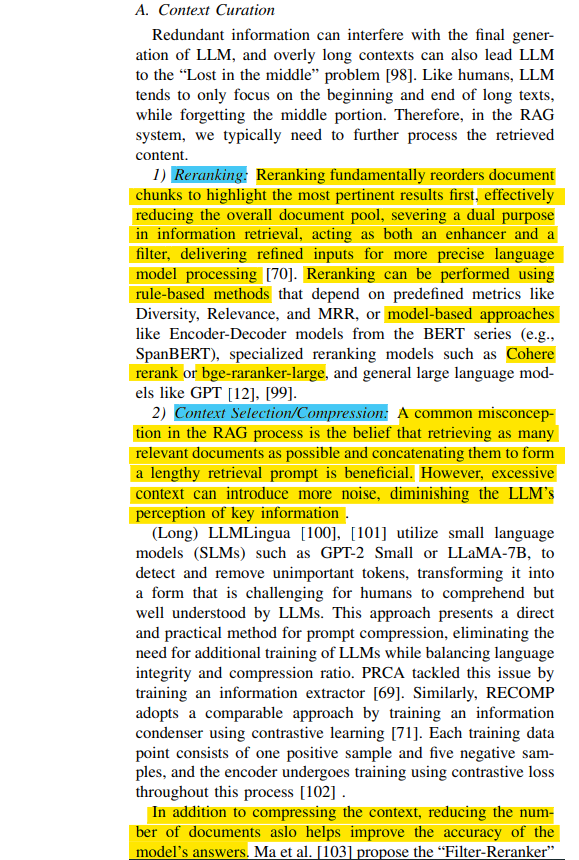 A. Context Curation
Redundant information can interfere with the final gener-
ation of LLM, and overly long contexts can also lead LLM
to the “Lost in the middle” problem [98]. Like humans, LLM
tends to only focus on the beginning and end of long texts,
while forgetting the middle portion. Therefore, in the RAG
system, we typically need to further process the retrieved
content.
1) Reranking: Reranking fundamentally reorders document
chunks to highlight the most pertinent results first, effectively
reducing the overall document pool, severing a dual purpose
in information retrieval, acting as both an enhancer and a
filter, delivering refined inputs for more precise language
model processing [70]. Reranking can be performed using
rule-based methods that depend on predefined metrics like
Diversity, Relevance, and MRR, or model-based approaches
like Encoder-Decoder models from the BERT series (e.g.,
SpanBERT), specialized reranking models such as Cohere
rerank or bge-raranker-large, and general large language mod-
els like GPT [12], [99].
2) Context Selection/Compression: A common misconcep-
tion in the RAG process is the belief that retrieving as many
relevant documents as possible and concatenating them to form
a lengthy retrieval prompt is beneficial. However, excessive
context can introduce more noise, diminishing the LLM’s
perception of key information .
(Long) LLMLingua [100], [101] utilize small language
models (SLMs) such as GPT-2 Small or LLaMA-7B, to
detect and remove unimportant tokens, transforming it into
a form that is challenging for humans to comprehend but
well understood by LLMs. This approach presents a direct
and practical method for prompt compression, eliminating the
need for additional training of LLMs while balancing language
integrity and compression ratio. PRCA tackled this issue by
training an information extractor [69]. Similarly, RECOMP
adopts a comparable approach by training an information
condenser using contrastive learning [71]. Each training data
point consists of one positive sample and five negative sam-
ples, and the encoder undergoes training using contrastive loss
throughout this process [102] .
In addition to compressing the context, reducing the num-
ber of documents aslo helps improve the accuracy of the
model’s answers. Ma et al. [103] propose the “Filter-Reranker”